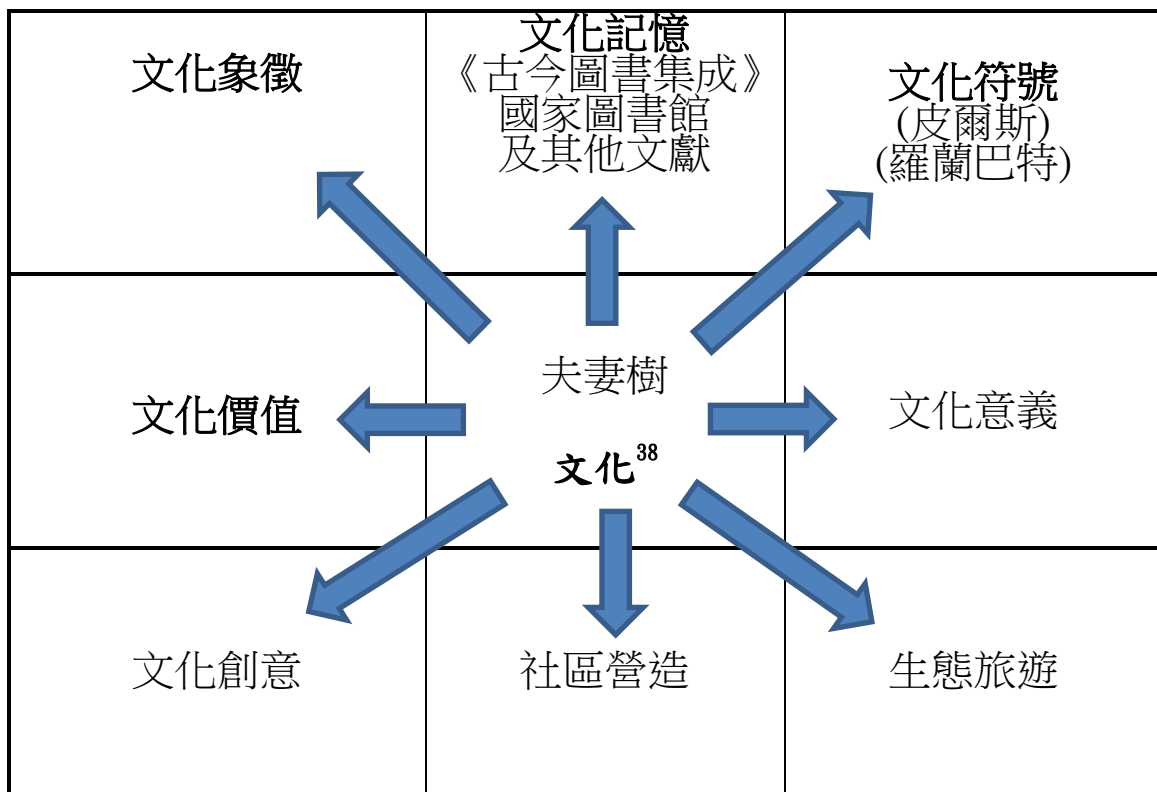 文化象徵
文化記憶
《古今圖書集成》
國家圖書館
及其他文獻
文化符號
(皮爾斯)
(羅蘭巴特)
文化價值
夫妻樹
文化38
文化意義
文化創意
社區營造
生態旅遊